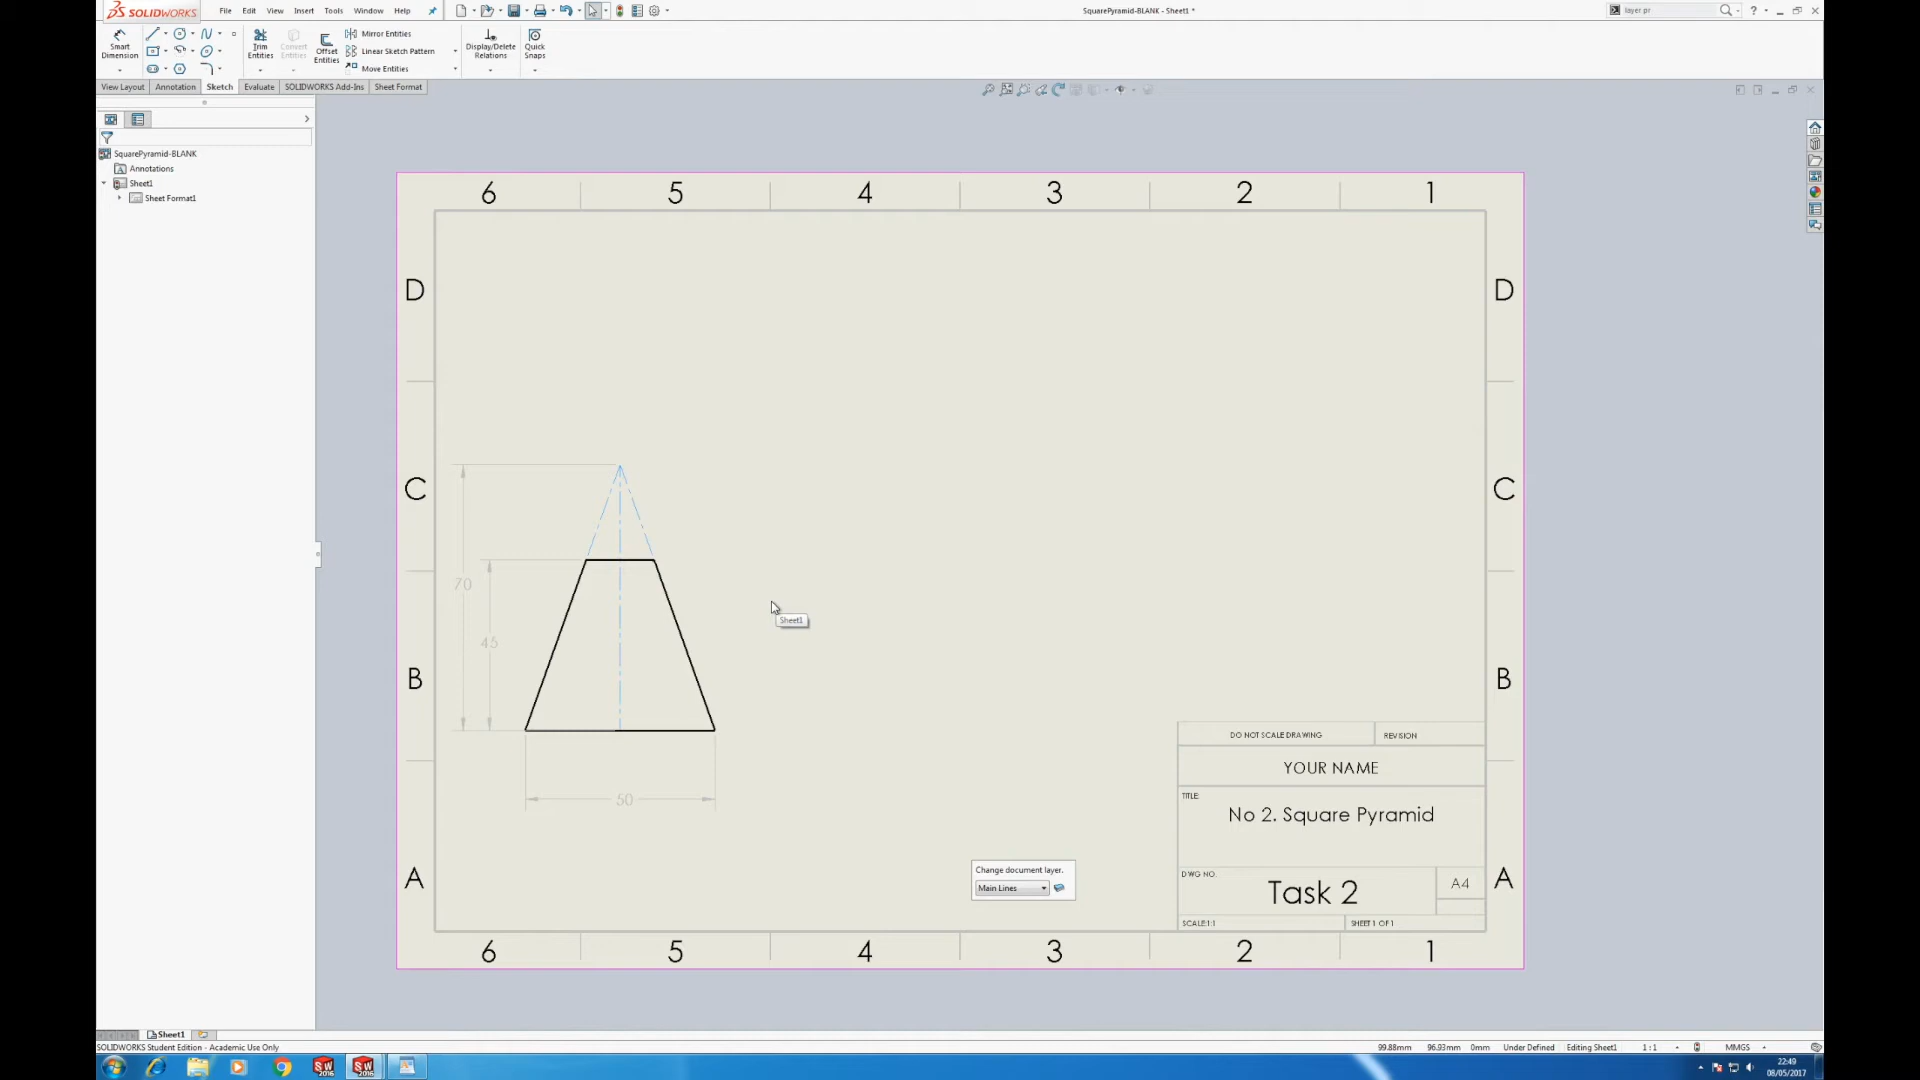 SOLIDWORKS File Edit View Insert Tools Window Help SquarePyramid-BLANK - Sheet1 * layer pr
Smart Dimension
Trim Entities
Convert Entities
Offset Entities
Mirror Entities
Linear Sketch Pattern
Move Entities
Display/Delete Relations
Quick Snaps
View Layout Annotation Sketch Evaluate SOLIDWORKS Add-Ins Sheet Format
SquarePyramid-BLANK
Annotations
Sheet1
Sheet Format1
6 5 4 3 2 1
D D
C C
70
45
Sheet1
B B
50
DO NOT SCALE DRAWING REVISION
YOUR NAME
TITLE:
No 2. Square Pyramid
Change document layer.
Main Lines
DWG NO.
Task 2
A4
A A
SCALE:1:1 SHEET 1 OF 1
6 5 4 3 2 1
Sheet1
SOLIDWORKS Student Edition - Academic Use Only 99.88mm 96.93mm 0mm Under Defined Editing Sheet1 1 : 1 MMGS
SW 2016 SW 2016
22:49
08/05/2017